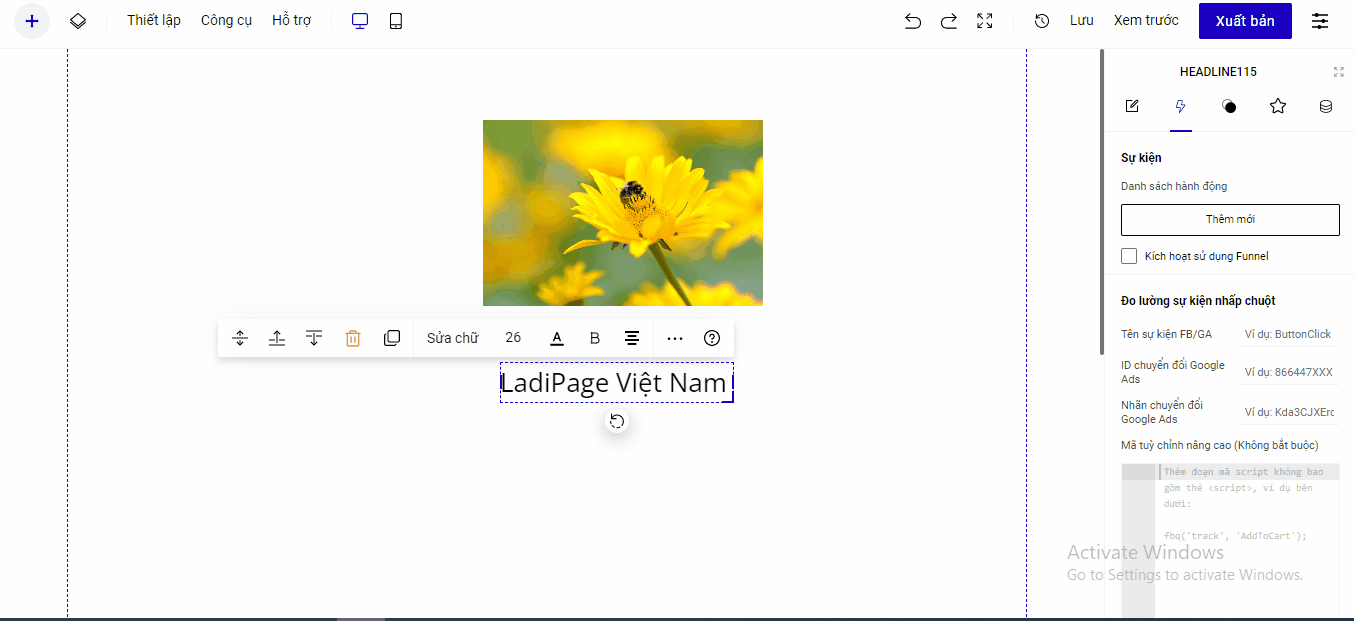 Thiết lập Công cụ Hỗ trợ Lưu Xem trước Xuất bản
HEADLINE115
Sự kiện
Danh sách hành động
Thêm mới
Kích hoạt sử dụng Funnel
Đo lường sự kiện nhấp chuột
Tên sự kiện FB/GA Ví dụ: ButtonClick
ID chuyển đổi Google Ads Ví dụ: 866447XXX
Nhãn chuyển đổi Google Ads Ví dụ: Kda3CJXErc
Mã tuỳ chỉnh nâng cao (Không bắt buộc)
Thêm đoạn mã script không bao
gồm thẻ <script>, ví dụ bên
dưới:
fbq('track', 'AddToCart');
Sửa chữ 26 A B
LadiPage Việt Nam
Activate Windows
Go to Settings to activate Windows.